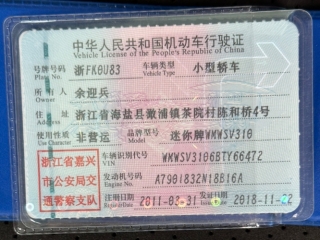 中华人民共和国机动车行驶证
Vehicle License of the People's Republic of China
号牌号码 浙FK0U83 车辆类型 小型轿车
Plate No. Vehicle Type
所有人 余迎兵
Owner
住址 浙江省海盐县澉浦镇茶院村陈和桥4号
Address
使用性质 非营运 品牌型号 迷你牌WMWSV310
Use Character Model
浙江省嘉兴 车辆识别代号 WMWSV3106BTY66472
VIN
市公安局交 发动机号码 A7901832N18B16A
Engine No.
通警察支队 注册日期 2011-08-31 发证日期 2018-11-22
Register Date Issue Date